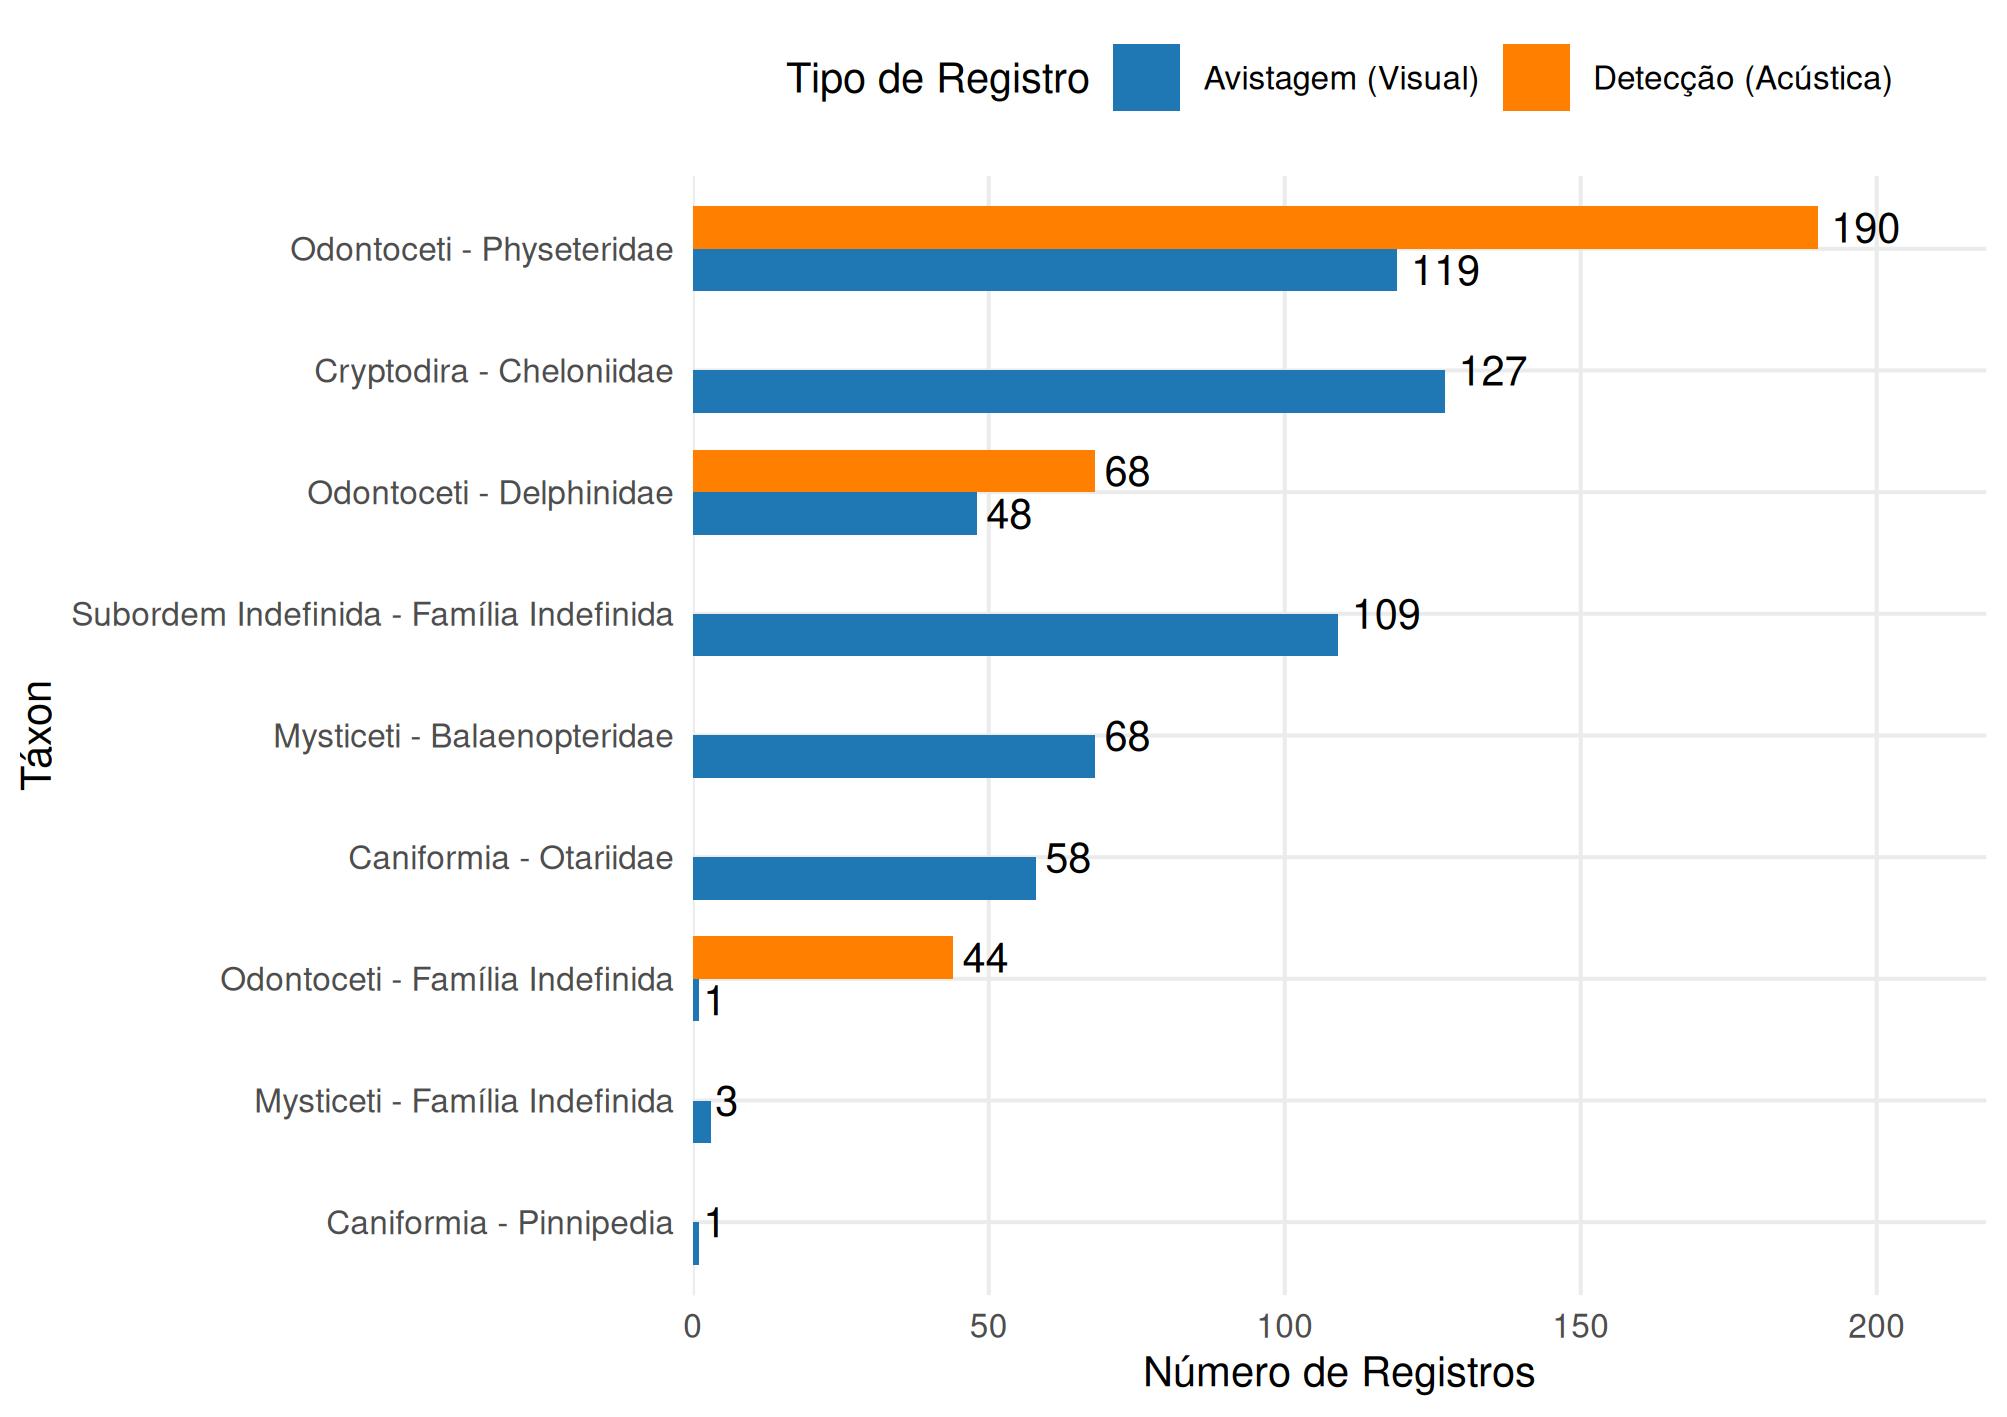 Tipo de Registro Avistagem (Visual) Detecção (Acústica)
Odontoceti - Physeteridae 190
119
Cryptodira - Cheloniidae 127
Odontoceti - Delphinidae 68
48
Subordem Indefinida - Família Indefinida 109
Mysticeti - Balaenopteridae 68
Caniformia - Otariidae 58
Odontoceti - Família Indefinida 44
1
Mysticeti - Família Indefinida 3
Caniformia - Pinnipedia 1
Táxon
0 50 100 150 200
Número de Registros